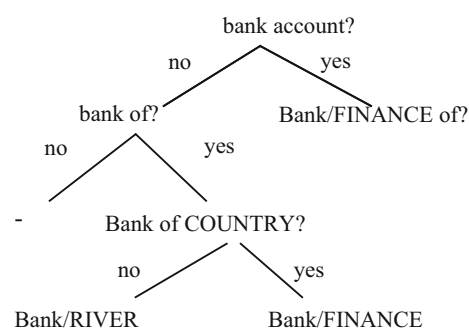 bank account?
no
yes
bank of?
Bank/FINANCE of?
no
yes
-
Bank of COUNTRY?
no
yes
Bank/RIVER
Bank/FINANCE